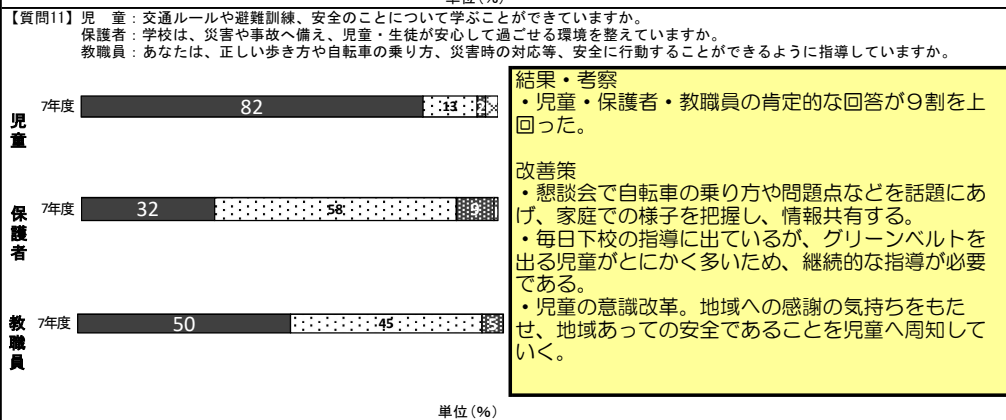 【質問11】児　童：交通ルールや避難訓練、安全のことについて学ぶことができていますか。
保護者：学校は、災害や事故へ備え、児童・生徒が安心して過ごせる環境を整えていますか。
教職員：あなたは、正しい歩き方や自転車の乗り方、災害時の対応等、安全に行動することができるように指導していますか。
児童
7年度
82
13
保護者
7年度
32
58
9
教職員
7年度
50
45
5
単位(%)
結果・考察
・児童・保護者・教職員の肯定的な回答が９割を上
回った。
改善策
・懇談会で自転車の乗り方や問題点などを話題にあ
げ、家庭での様子を把握し、情報共有する。
・毎日下校の指導に出ているが、グリーンベルトを
出る児童がとにかく多いため、継続的な指導が必要
である。
・児童の意識改革。地域への感謝の気持ちをもた
せ、地域あっての安全であることを児童へ周知して
いく。